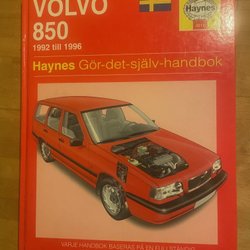 VOLVO
850
1992 till 1996
Haynes
Haynes Gör-det-själv-handbok
VARJE HANDBOK BASERAS PÅ EN FULLSTÄNDIG